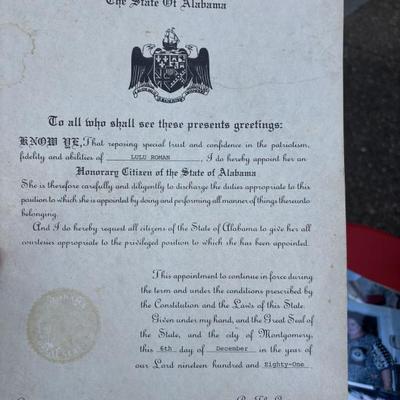 The State Of Alabama
To all who shall see these presents greetings:
KNOW YE, That reposing special trust and confidence in the patriotism,
fidelity and abilities of LULU ROMAN, I do hereby appoint her an
Honorary Citizen of the State of Alabama
She is therefore carefully and diligently to discharge the duties appropriate to this
position to which she is appointed by doing and performing all manner of things thereunto
belonging.
And I do hereby request all citizens of the State of Alabama to give her all
courtesies appropriate to the privileged position to which she has been appointed.
This appointment to continue in force during
the term and under the conditions prescribed by
the Constitution and the Laws of this State.
Given under my hand, and the Great Seal of
the State, and the city of Montgomery,
this 6th day of December in the year of
our Lord nineteen hundred and Eighty-One